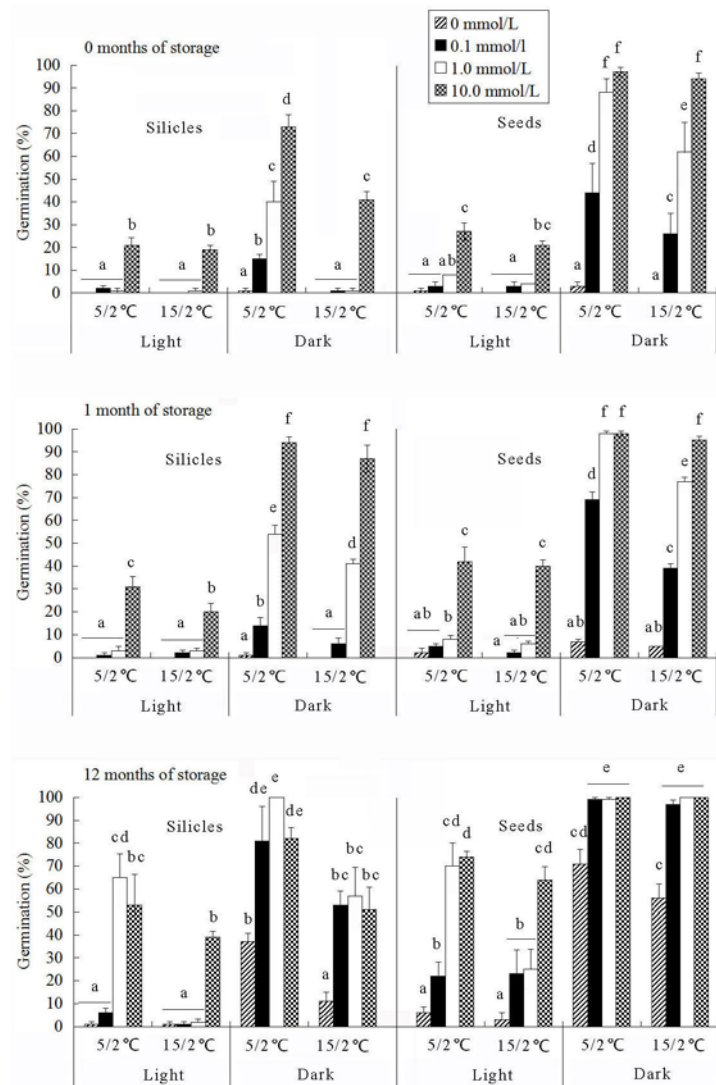 0 months of storage
0 mmol/L
0.1 mmol/l
1.0 mmol/L
10.0 mmol/L
Germination (%)
100
90
80
70
60
50
40
30
20
10
0
Silicles
Seeds
a b a b a b c d a c
a ab c a bc a d f f a c e f
5/2℃ 15/2℃ 5/2℃ 15/2℃ 5/2℃ 15/2℃ 5/2℃ 15/2℃
Light Dark Light Dark
1 month of storage
Germination (%)
100
90
80
70
60
50
40
30
20
10
0
Silicles
Seeds
a c a b a b e f a d f
ab b c a ab c ab d f f ab c e f
5/2℃ 15/2℃ 5/2℃ 15/2℃ 5/2℃ 15/2℃ 5/2℃ 15/2℃
Light Dark Light Dark
12 months of storage
Germination (%)
100
90
80
70
60
50
40
30
20
10
0
Silicles
Seeds
a cd bc a b b de e de a bc bc bc
a b cd d a b cd cd e c e
5/2℃ 15/2℃ 5/2℃ 15/2℃ 5/2℃ 15/2℃ 5/2℃ 15/2℃
Light Dark Light Dark